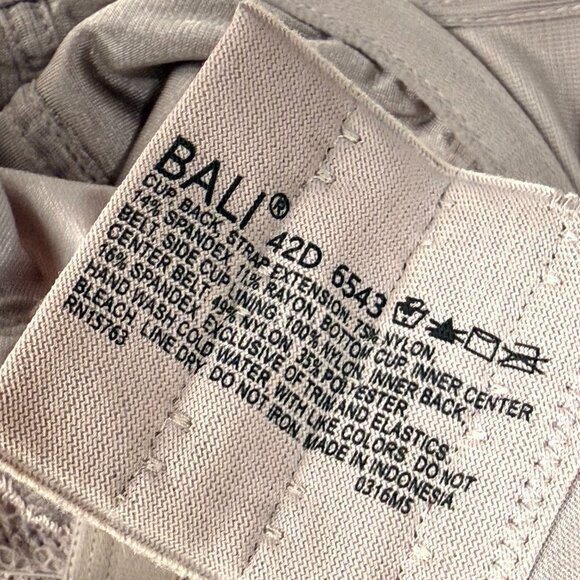 BALI® 42D 6543
CUP, BACK, STRAP EXTENSION, 75% NYLON,
14% SPANDEX, 11% RAYON, BOTTOM CUP, INNER CENTER
BELT, SIDE CUP LINING, 100% NYLON, INNER BACK,
CENTER BELT, 49% NYLON, 35% POLYESTER
16% SPANDEX, EXCLUSIVE OF TRIM AND ELASTICS,
HAND WASH COLD WATER WITH LIKE COLORS, DO NOT
BLEACH, LINE DRY, DO NOT IRON, MADE IN INDONESIA
RN15763
0316M5